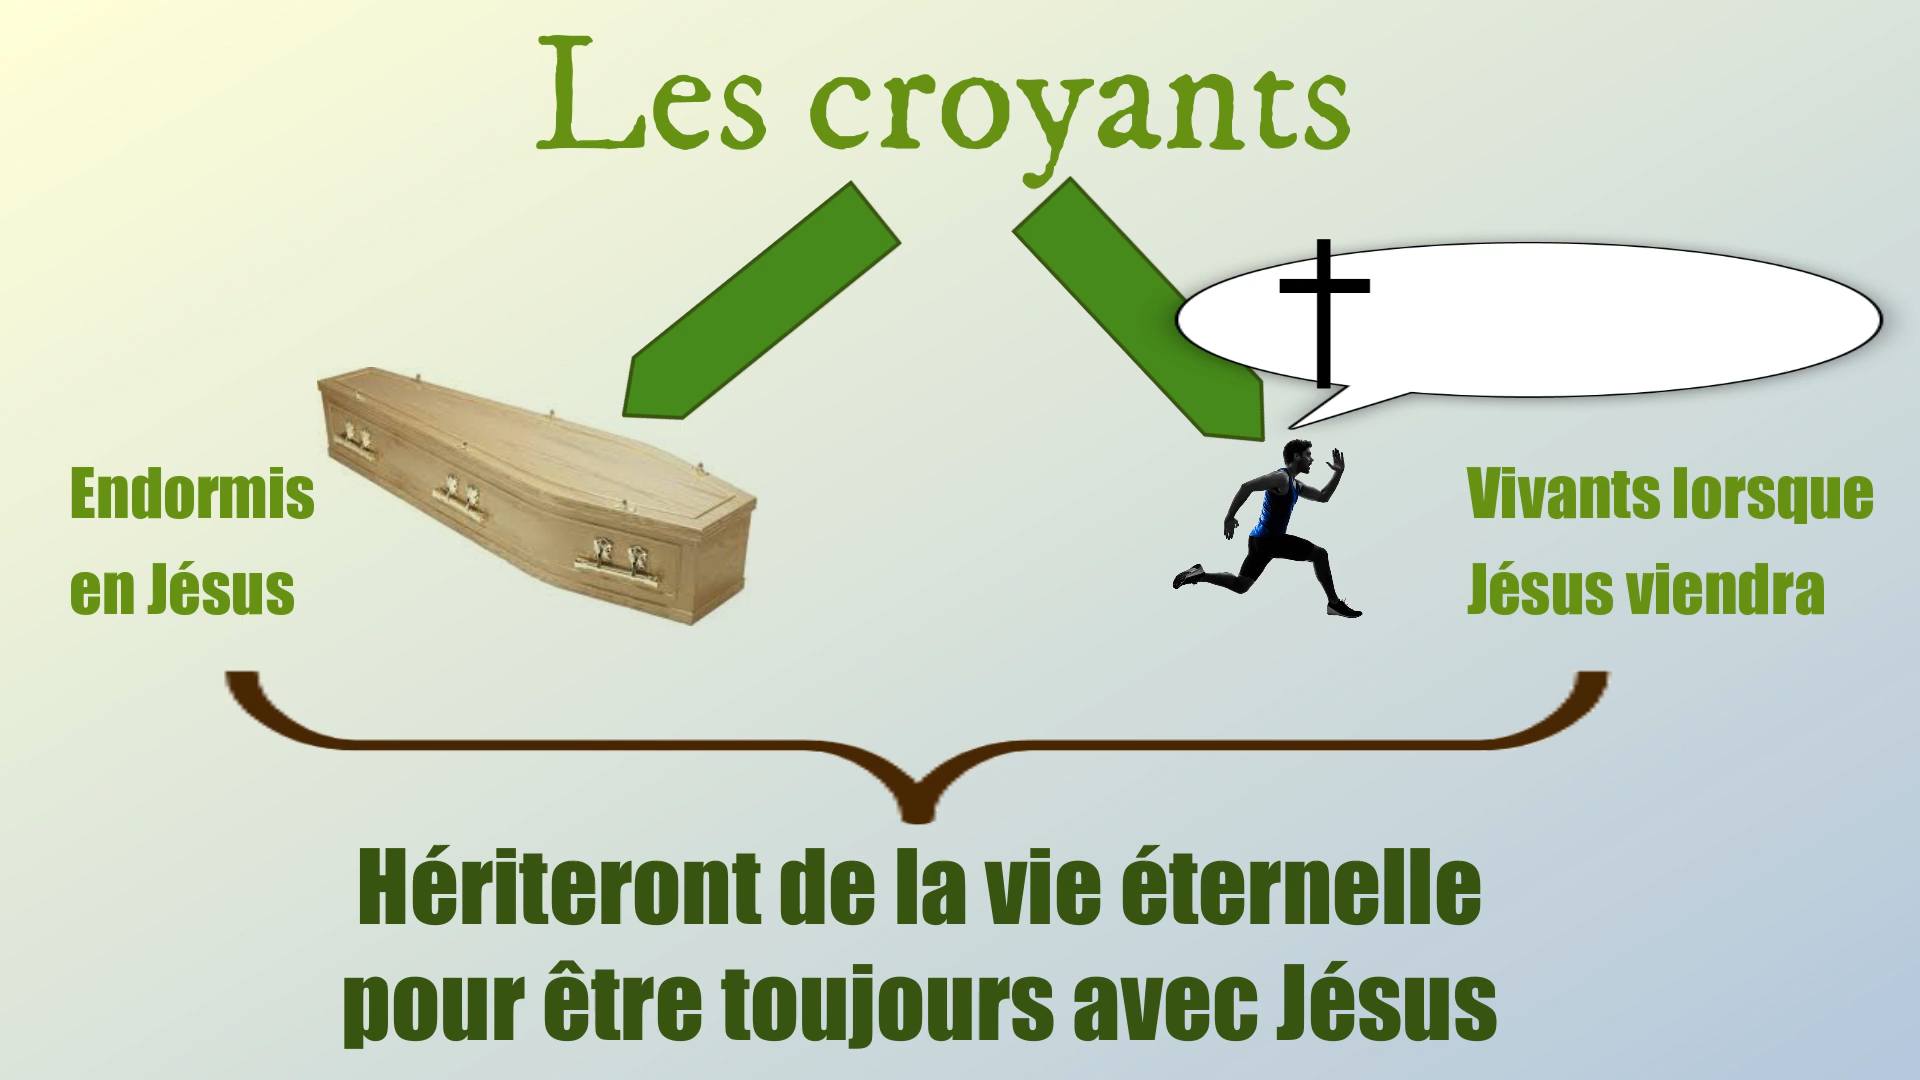 Les croyants
Endormis
en Jésus
Vivants lorsque
Jésus viendra
Hériteront de la vie éternelle
pour être toujours avec Jésus